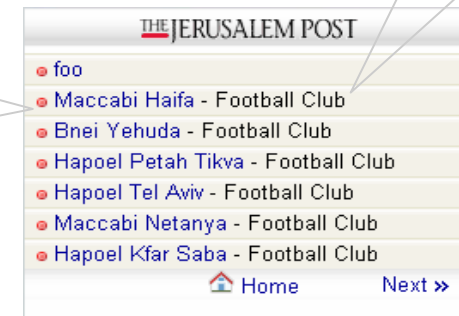 THE JERUSALEM POST
foo
Maccabi Haifa - Football Club
Bnei Yehuda - Football Club
Hapoel Petah Tikva - Football Club
Hapoel Tel Aviv - Football Club
Maccabi Netanya - Football Club
Hapoel Kfar Saba - Football Club
Home Next »